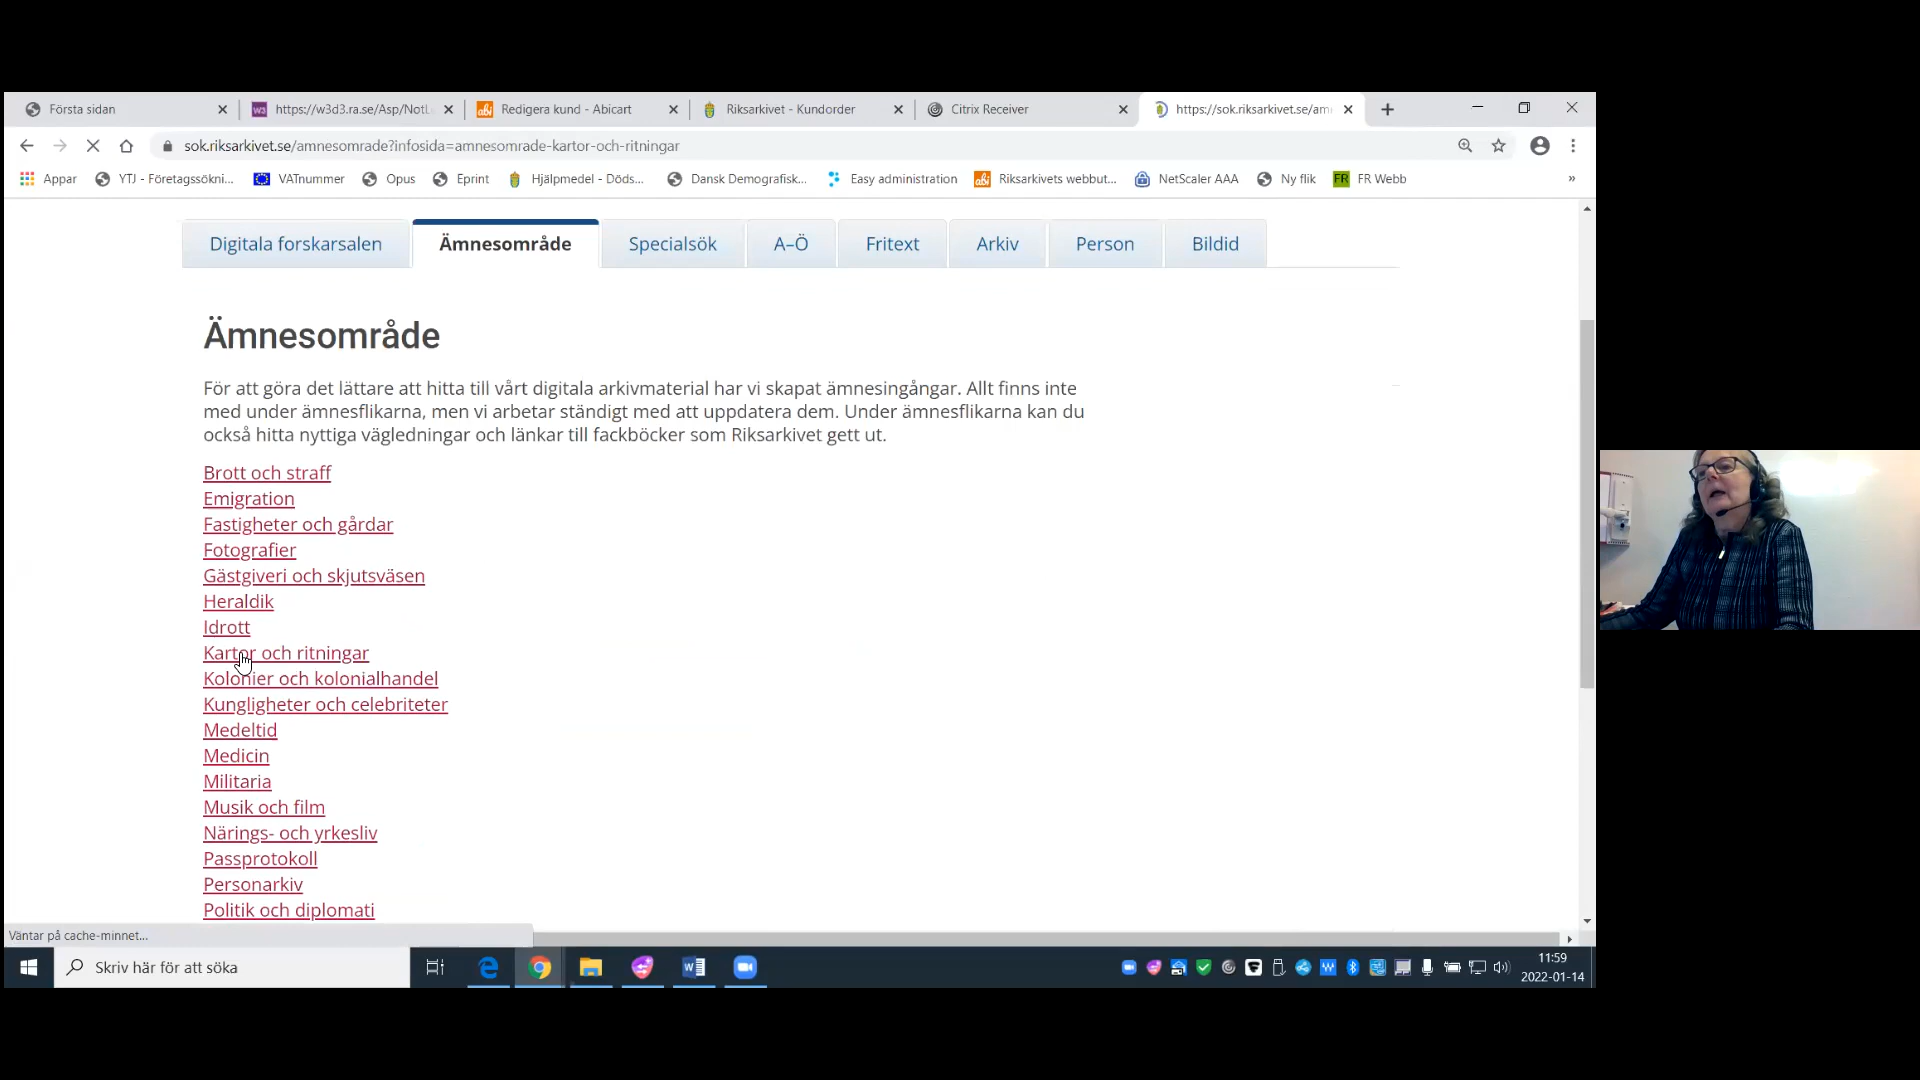 Första sidan
https://w3d3.ra.se/Asp/NotL
Redigera kund - Abicart
Riksarkivet - Kundorder
Citrix Receiver
https://sok.riksarkivet.se/am
sok.riksarkivet.se/amnesomrade?infosida=amnesomrade-kartor-och-ritningar
Appar
YTJ - Företagssökni...
VATnummer
Opus
Eprint
Hjälpmedel - Döds...
Dansk Demografisk...
Easy administration
Riksarkivets webbut...
NetScaler AAA
Ny flik
FR FR Webb
»
Digitala forskarsalen
Ämnesområde
Specialsök
A–Ö
Fritext
Arkiv
Person
Bildid
Ämnesområde
För att göra det lättare att hitta till vårt digitala arkivmaterial har vi skapat ämnesingångar. Allt finns inte
med under ämnesflikarna, men vi arbetar ständigt med att uppdatera dem. Under ämnesflikarna kan du
också hitta nyttiga vägledningar och länkar till fackböcker som Riksarkivet gett ut.
Brott och straff
Emigration
Fastigheter och gårdar
Fotografier
Gästgiveri och skjutsväsen
Heraldik
Idrott
Kartor och ritningar
Kolonier och kolonialhandel
Kungligheter och celebriteter
Medeltid
Medicin
Militaria
Musik och film
Närings- och yrkesliv
Passprotokoll
Personarkiv
Politik och diplomati
Väntar på cache-minnet...
Skriv här för att söka
11:59
2022-01-14